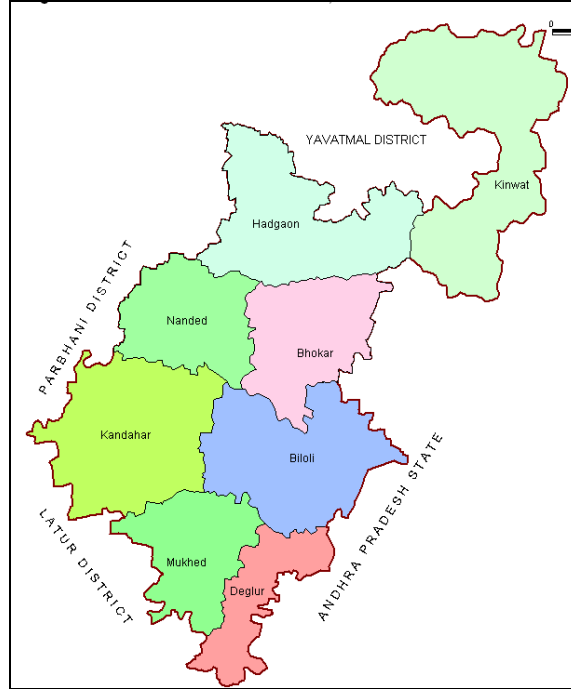 0
YAVATMAL DISTRICT
Kinwat
Hadgaon
PARBHANI DISTRICT
Nanded
Bhokar
Kandahar
Biloli
LATUR DISTRICT
ANDHRA PRADESH STATE
Mukhed
Deglur